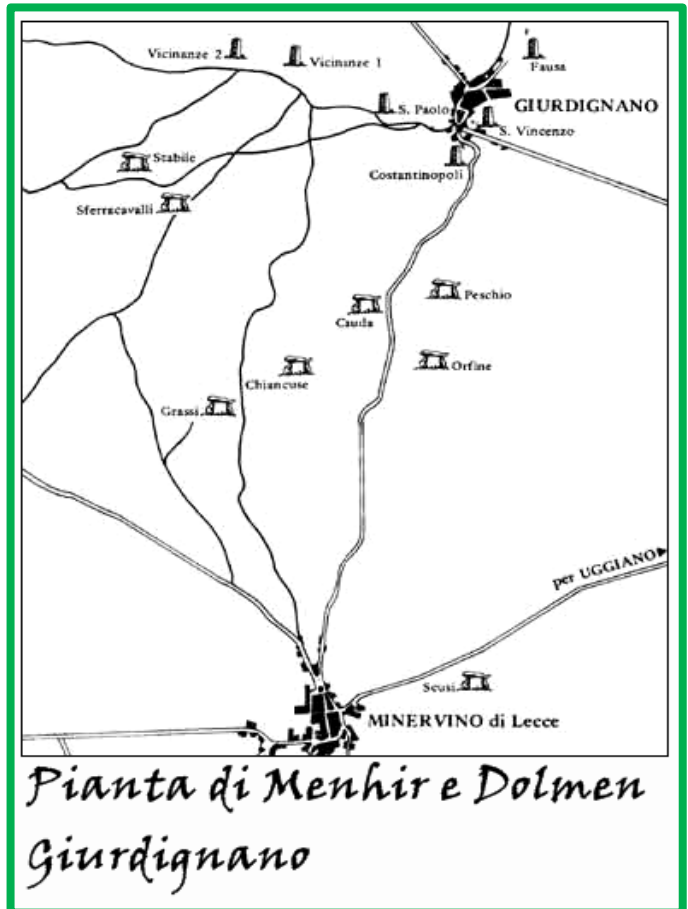 Vicinanze 2
Vicinanze 1
Fausa
GIURDIGNANO
S. Paolo
S. Vincenzo
Stabile
Costantinopoli
Sferracavalli
Peschio
Cauda
Orfine
Chiancuse
Grassi
per UGGIANO
Scusi
MINERVINO di Lecce
Pianta di Menhir e Dolmen
Giurdignano